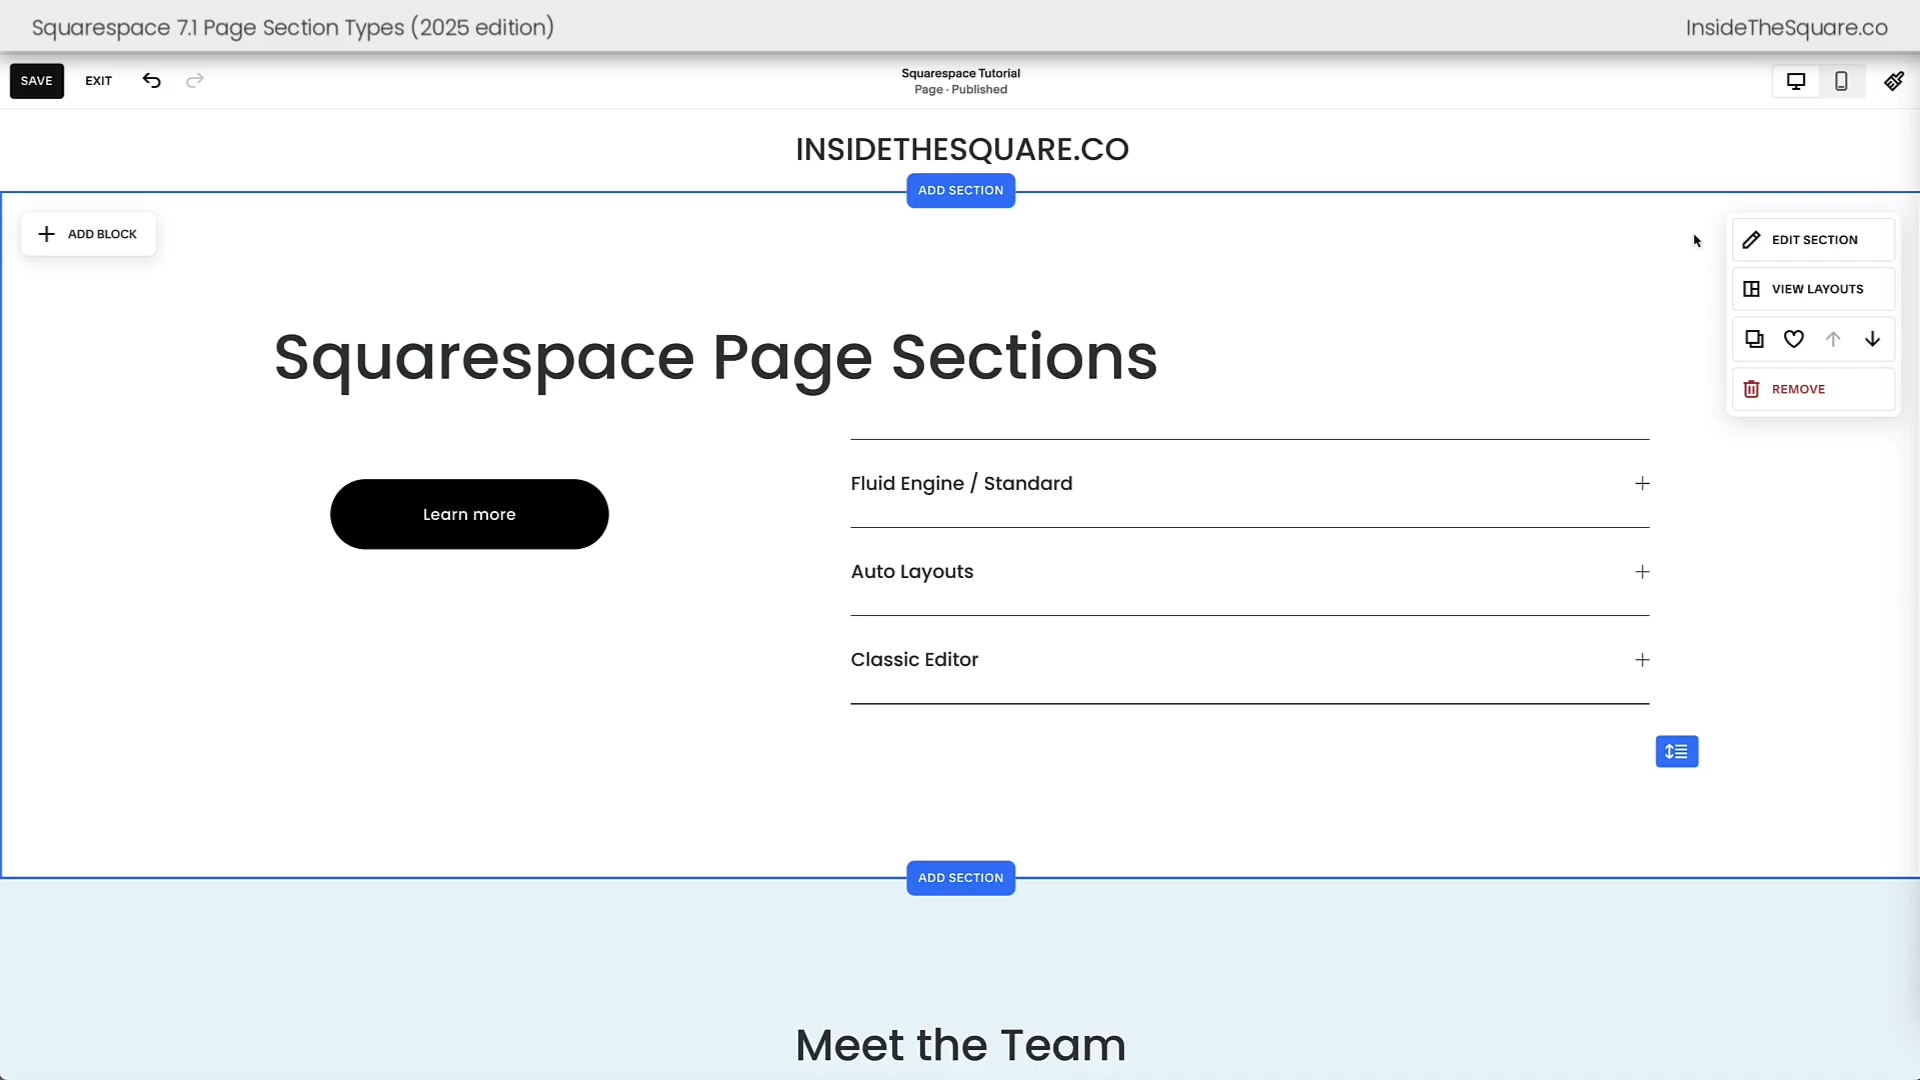 Squarespace 7.1 Page Section Types (2025 edition)
InsideTheSquare.co
SAVE
EXIT
Squarespace Tutorial
Page · Published
INSIDETHESQUARE.CO
ADD SECTION
ADD BLOCK
EDIT SECTION
VIEW LAYOUTS
REMOVE
Squarespace Page Sections
Learn more
Fluid Engine / Standard
Auto Layouts
Classic Editor
ADD SECTION
Meet the Team